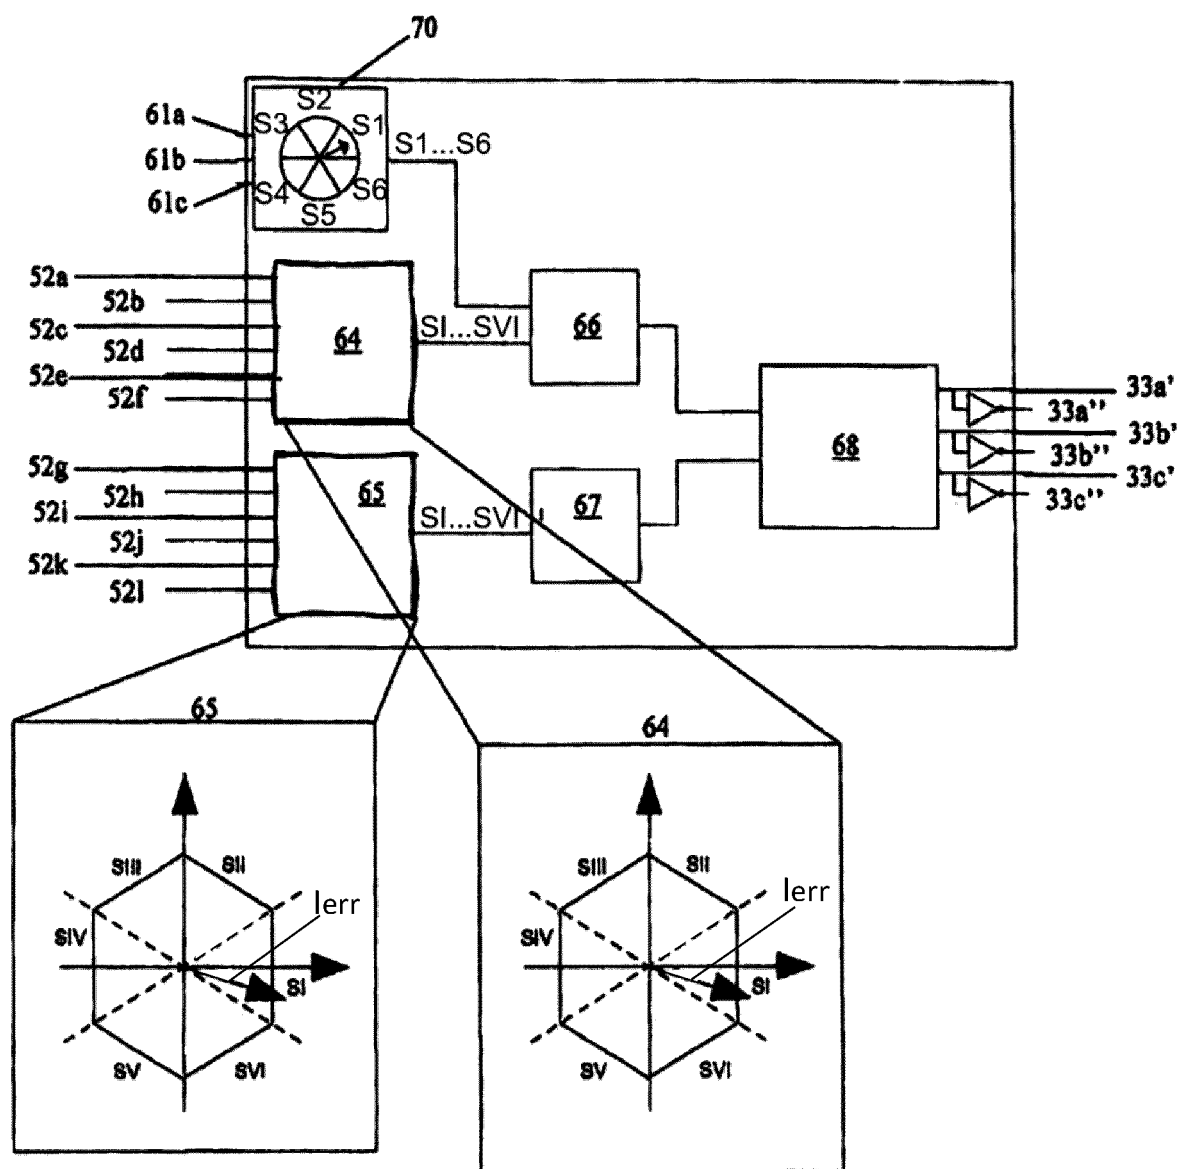 70
S2
61a
S3
S1
S1...S6
61b
61c
S4
S6
S5
52a
52b
52c
64
SI...SVI
66
52d
52e
52f
33a'
33a''
33b'
68
33b''
33c'
33c''
52g
52h
65
67
52i
SI...SVI
52j
52k
52l
65
64
SIII
SII
Ierr
SIV
SI
SV
SVI
SIII
SII
Ierr
SIV
SI
SV
SVI